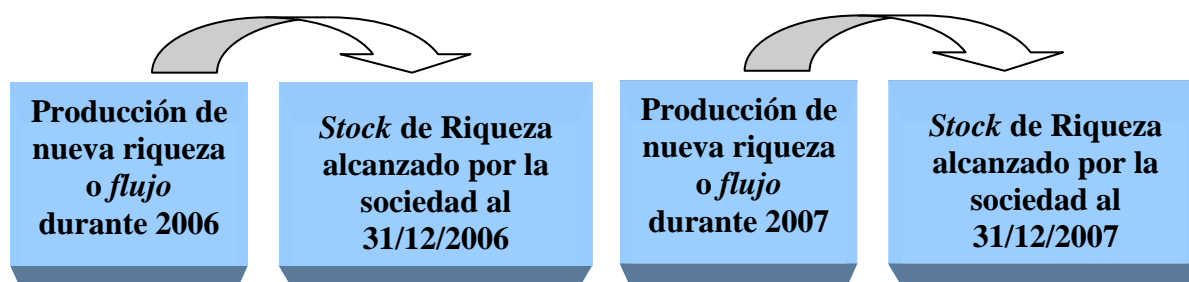 Producción de
nueva riqueza
o flujo
durante 2006
Stock de Riqueza
alcanzado por la
sociedad al
31/12/2006
Producción de
nueva riqueza
o flujo
durante 2007
Stock de Riqueza
alcanzado por la
sociedad al
31/12/2007